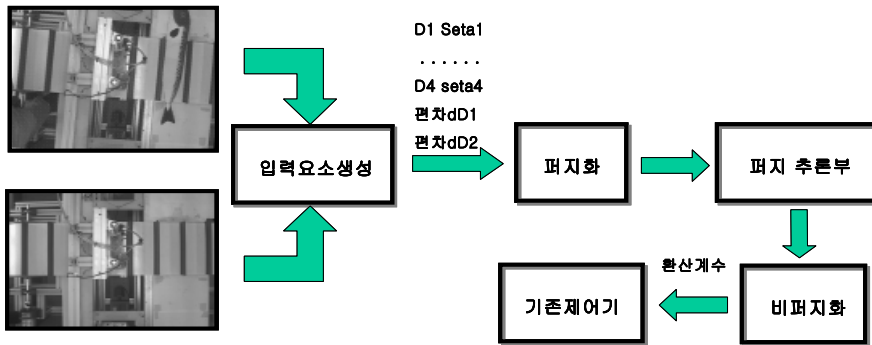 D1 Seta1
. . . . . .
D4 seta4
편차dD1
편차dD2
입력요소생성
퍼지화
퍼지 추론부
환산계수
기존제어기
비퍼지화